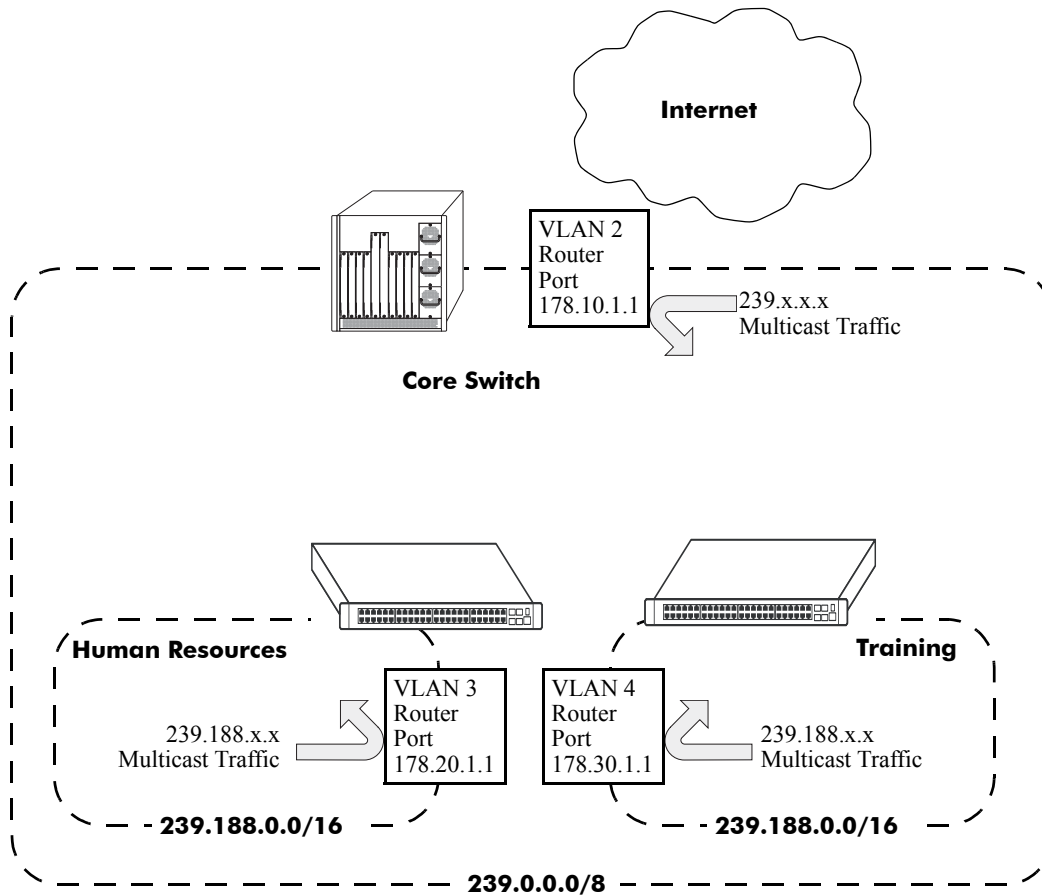 Internet
VLAN 2
Router
Port
178.10.1.1
239.x.x.x
Multicast Traffic
Core Switch
Human Resources
VLAN 3
Router
Port
178.20.1.1
239.188.x.x
Multicast Traffic
239.188.0.0/16
Training
VLAN 4
Router
Port
178.30.1.1
239.188.x.x
Multicast Traffic
239.188.0.0/16
239.0.0.0/8